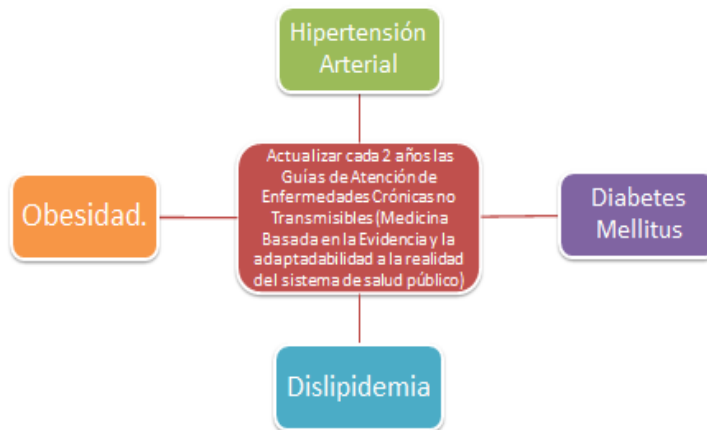 Hipertensión
Arterial
Actualizar cada 2 años las
Guías de Atención de
Enfermedades Crónicas no
Transmisibles (Medicina
Basada en la Evidencia y la
adaptadabilidad a la realidad
del sistema de salud público)
Obesidad.
Diabetes
Mellitus
Dislipidemia